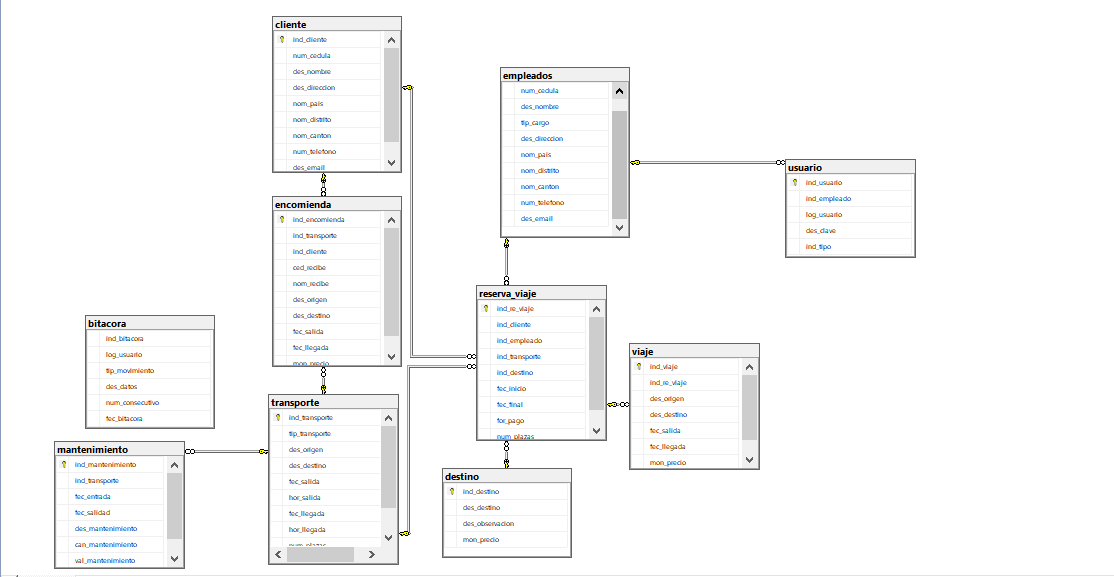 cliente
ind_cliente
num_cedula
des_nombre
des_direccion
nom_pais
nom_distrito
nom_canton
num_telefono
des_email
empleados
num_cedula
des_nombre
tip_cargo
des_direccion
nom_pais
nom_distrito
nom_canton
num_telefono
des_email
usuario
ind_usuario
ind_empleado
log_usuario
des_clave
ind_tipo
encomienda
ind_encomienda
ind_transporte
ind_cliente
ced_recibe
nom_recibe
des_origen
des_destino
fec_salida
fec_llegada
mon_precio
reserva_viaje
ind_re_viaje
ind_cliente
ind_empleado
ind_transporte
ind_destino
fec_inicio
fec_final
for_pago
num_plazas
bitacora
ind_bitacora
log_usuario
tip_movimiento
des_datos
num_consecutivo
fec_bitacora
viaje
ind_viaje
ind_re_viaje
des_origen
des_destino
fec_salida
fec_llegada
mon_precio
transporte
ind_transporte
tip_transporte
des_origen
des_destino
fec_salida
hor_salida
fec_llegada
hor_llegada
num_plazas
mantenimiento
ind_mantenimiento
ind_transporte
fec_entrada
fec_salidad
des_mantenimiento
can_mantenimiento
val_mantenimiento
destino
ind_destino
des_destino
des_observacion
mon_precio